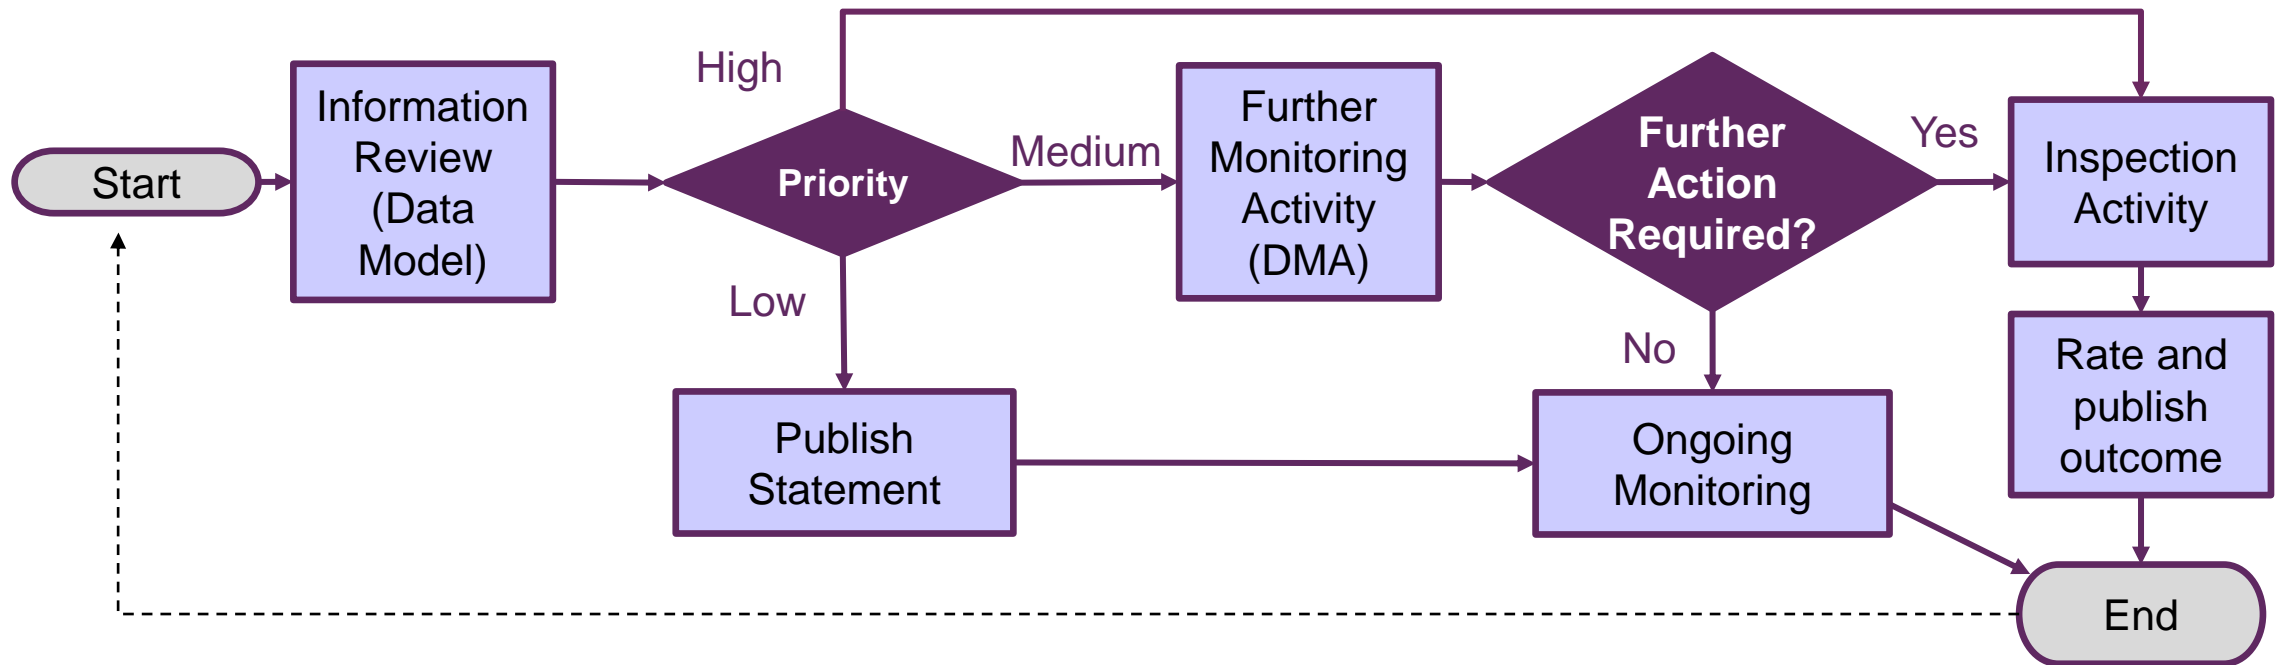 Start
Information
Review
(Data
Model)
High
Priority
Medium
Low
Further
Monitoring
Activity
(DMA)
Further
Action
Required?
Yes
No
Inspection
Activity
Publish
Statement
Ongoing
Monitoring
Rate and
publish
outcome
End